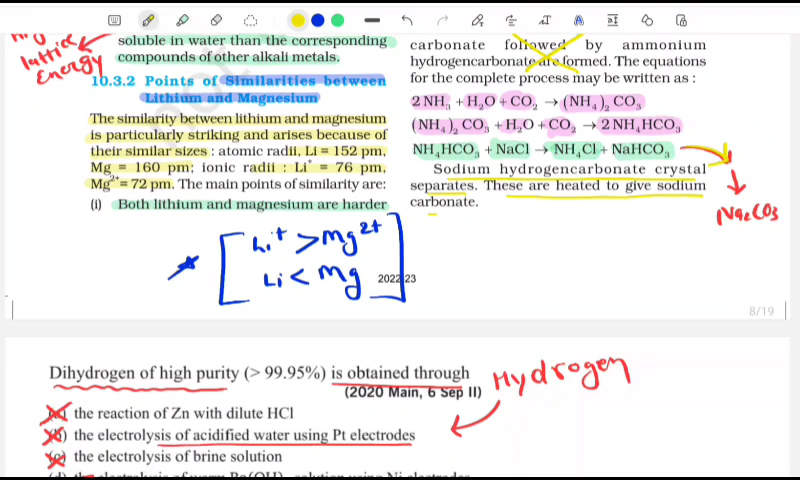 lattice
Energy
soluble in water than the corresponding
compounds of other alkali metals.
10.3.2 Points of Similarities between
Lithium and Magnesium
The similarity between lithium and magnesium
is particularly striking and arises because of
their similar sizes : atomic radii, Li = 152 pm,
Mg = 160 pm; ionic radii : Li⁺ = 76 pm,
Mg²⁺ = 72 pm. The main points of similarity are:
(i) Both lithium and magnesium are harder
carbonate followed by ammonium
hydrogencarbonate are formed. The equations
for the complete process may be written as :
2 NH₃ + H₂O + CO₂ → (NH₄)₂ CO₃
(NH₄)₂ CO₃ + H₂O + CO₂ → 2 NH₄HCO₃
NH₄HCO₃ + NaCl → NH₄Cl + NaHCO₃
Sodium hydrogencarbonate crystal
separates. These are heated to give sodium
carbonate.
Na₂CO₃
Li⁺ > Mg²⁺
Li < Mg
2022-23
8/19
Dihydrogen of high purity (> 99.95%) is obtained through
(2020 Main, 6 Sep II)
Hydrogen
(a) the reaction of Zn with dilute HCl
(b) the electrolysis of acidified water using Pt electrodes
(c) the electrolysis of brine solution